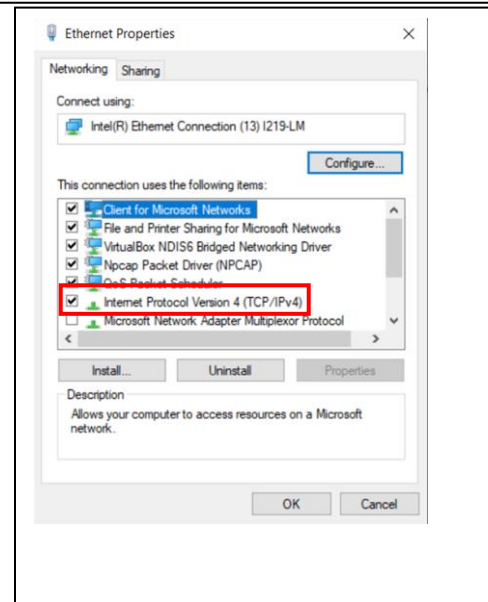 Ethernet Properties
Networking Sharing
Connect using:
Intel(R) Ethernet Connection (13) I219-LM
Configure...
This connection uses the following items:
Client for Microsoft Networks
File and Printer Sharing for Microsoft Networks
VirtualBox NDIS6 Bridged Networking Driver
Npcap Packet Driver (NPCAP)
QoS Packet Scheduler
Internet Protocol Version 4 (TCP/IPv4)
Microsoft Network Adapter Multiplexor Protocol
Install... Uninstall Properties
Description
Allows your computer to access resources on a Microsoft
network.
OK Cancel